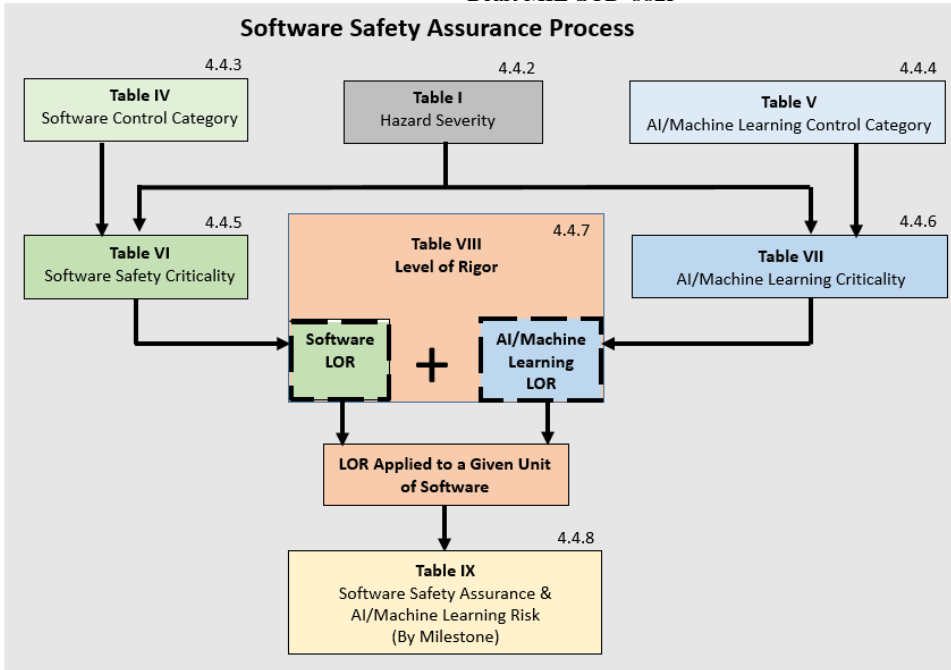 Software Safety Assurance Process
4.4.3
4.4.2
4.4.4
Table IV
Software Control Category
Table I
Hazard Severity
Table V
AI/Machine Learning Control Category
4.4.5
4.4.7
4.4.6
Table VI
Software Safety Criticality
Table VIII
Level of Rigor
Table VII
AI/Machine Learning Criticality
Software
LOR
+
AI/Machine
Learning
LOR
LOR Applied to a Given Unit
of Software
4.4.8
Table IX
Software Safety Assurance &
AI/Machine Learning Risk
(By Milestone)